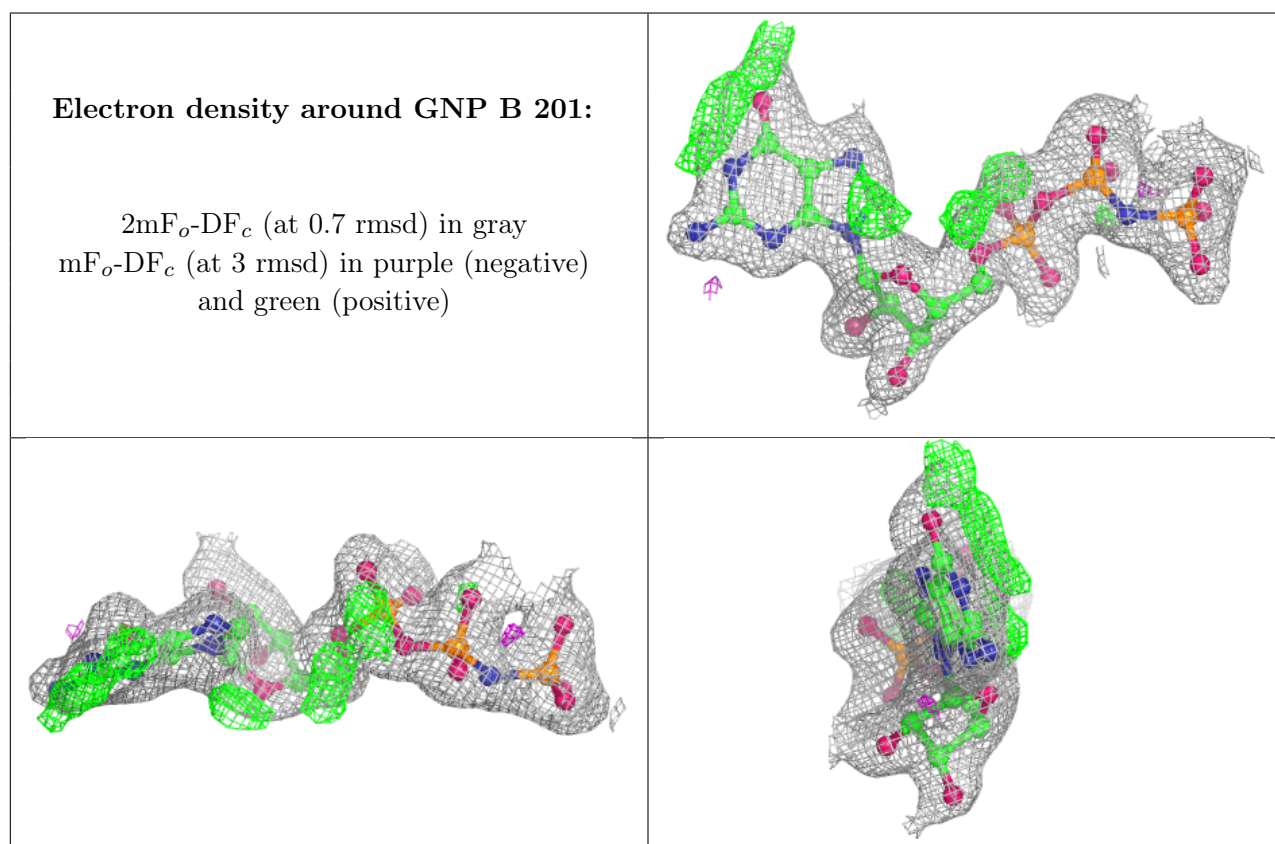 Electron density around GNP B 201:
2mFo-DFc (at 0.7 rmsd) in gray
mFo-DFc (at 3 rmsd) in purple (negative)
and green (positive)